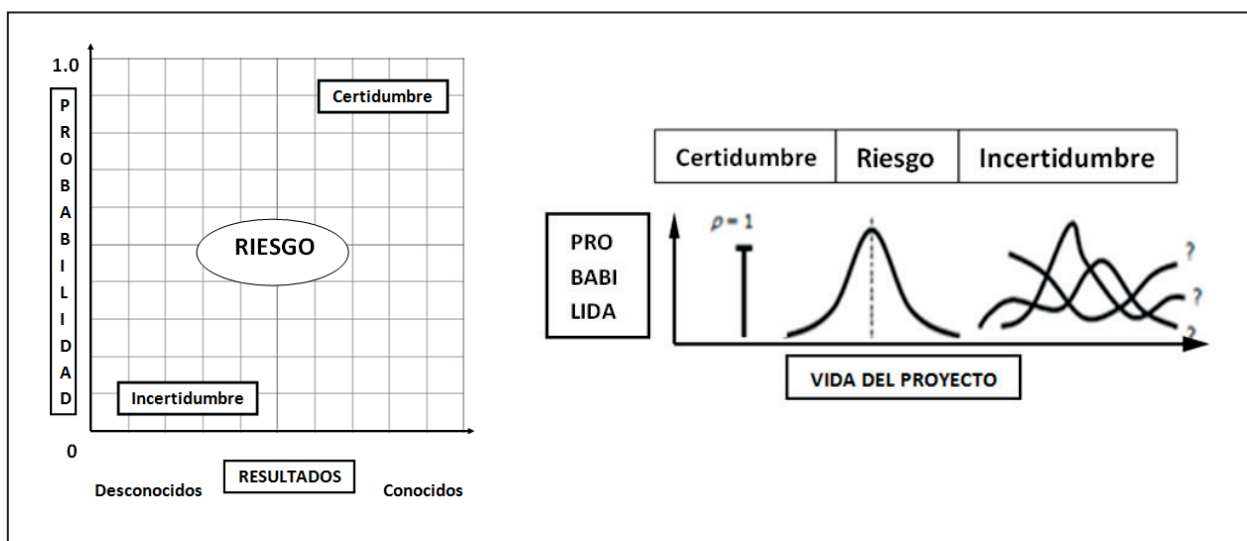 1.0
PROBABILIDAD
Certidumbre
RIESGO
Incertidumbre
0
RESULTADOS
Desconocidos
Conocidos
Certidumbre
Riesgo
Incertidumbre
PRO
BABI
LIDA
p = 1
?
?
?
VIDA DEL PROYECTO